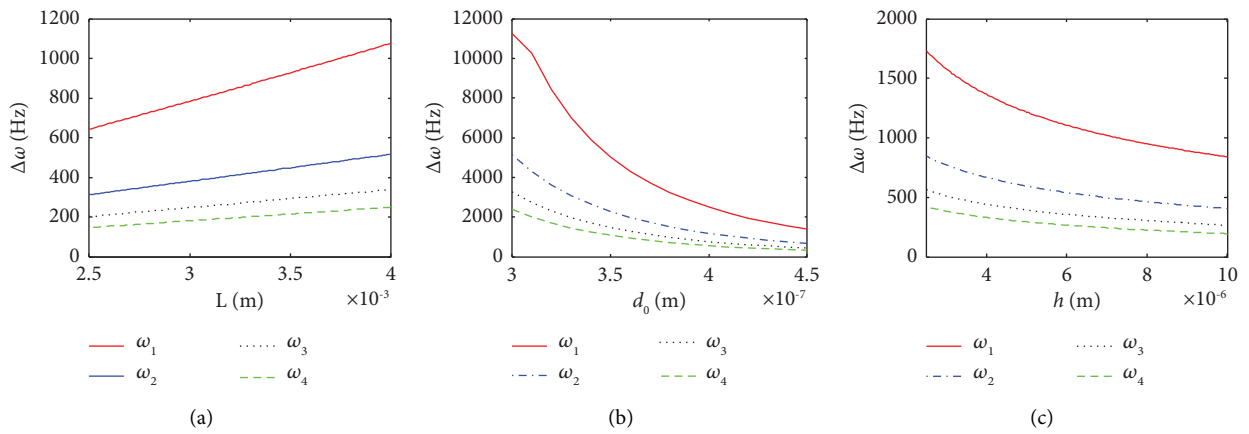 1200
1000
800
600
400
200
0
Δω (Hz)
2.5 3 3.5 4
L (m) ×10⁻³
ω₁ ω₃
ω₂ ω₄
(a)
12000
10000
8000
6000
4000
2000
0
Δω (Hz)
3 3.5 4 4.5
d₀ (m) ×10⁻⁷
ω₁ ω₃
ω₂ ω₄
(b)
2000
1500
1000
500
0
Δω (Hz)
4 6 8 10
h (m) ×10⁻⁶
ω₁ ω₃
ω₂ ω₄
(c)